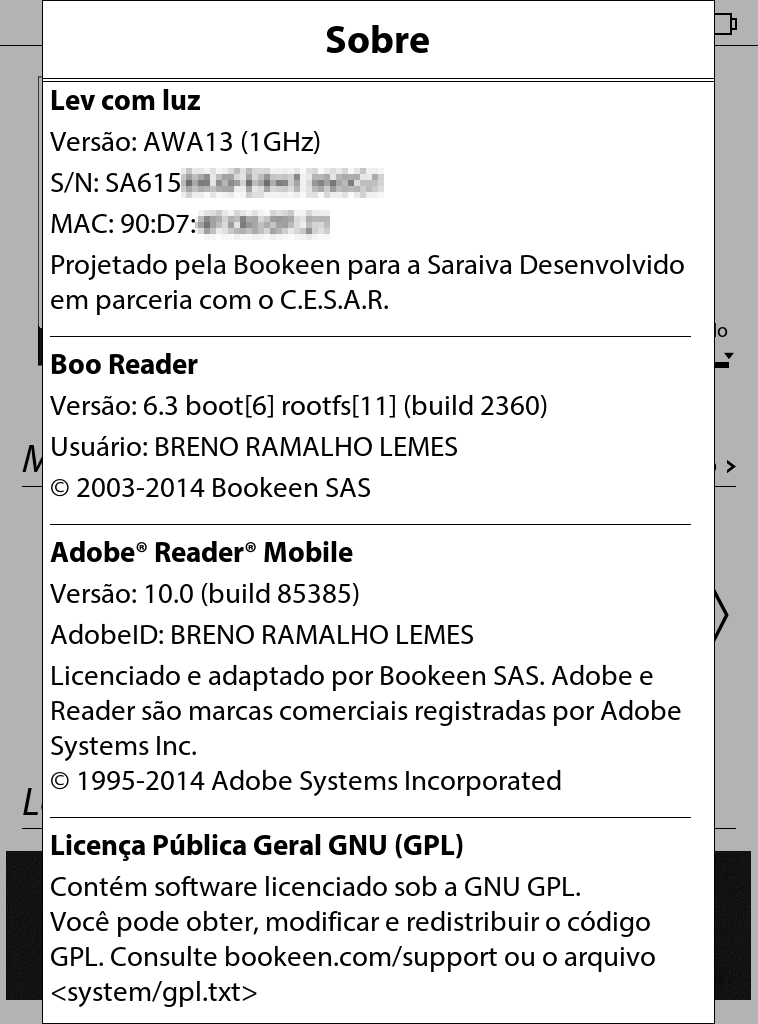 Sobre
Lev com luz
Versão: AWA13 (1GHz)
S/N: SA615
MAC: 90:D7:
Projetado pela Bookeen para a Saraiva Desenvolvido
em parceria com o C.E.S.A.R.
Boo Reader
Versão: 6.3 boot[6] rootfs[11] (build 2360)
Usuário: BRENO RAMALHO LEMES
© 2003-2014 Bookeen SAS
Adobe® Reader® Mobile
Versão: 10.0 (build 85385)
AdobeID: BRENO RAMALHO LEMES
Licenciado e adaptado por Bookeen SAS. Adobe e
Reader são marcas comerciais registradas por Adobe
Systems Inc.
© 1995-2014 Adobe Systems Incorporated
Licença Pública Geral GNU (GPL)
Contém software licenciado sob a GNU GPL.
Você pode obter, modificar e redistribuir o código
GPL. Consulte bookeen.com/support ou o arquivo
<system/gpl.txt>